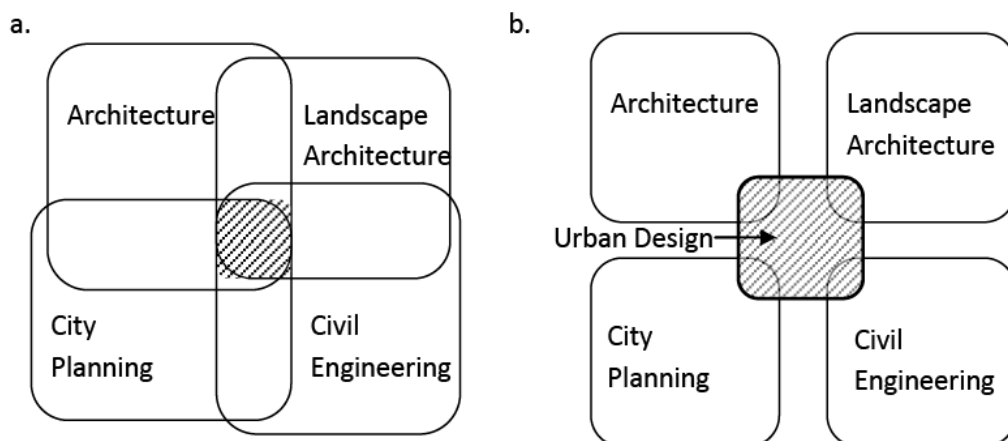 a.
Architecture
Landscape
Architecture
City
Planning
Civil
Engineering
b.
Architecture
Landscape
Architecture
Urban Design
City
Planning
Civil
Engineering